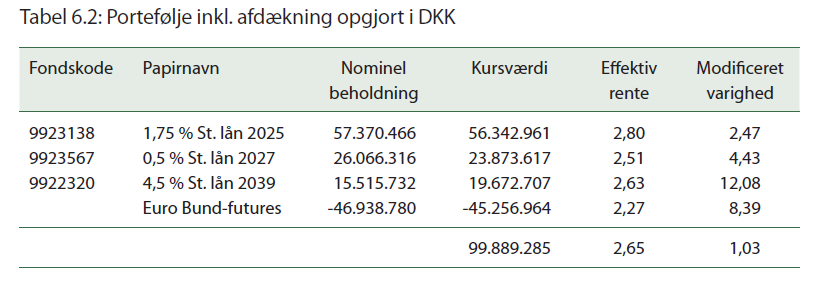 Tabel 6.2: Portefølje inkl. afdækning opgjort i DKK
Fondskode Papirnavn Nominel beholdning Kursværdi Effektiv rente Modificeret varighed
9923138 1,75 % St. lån 2025 57.370.466 56.342.961 2,80 2,47
9923567 0,5 % St. lån 2027 26.066.316 23.873.617 2,51 4,43
9922320 4,5 % St. lån 2039 15.515.732 19.672.707 2,63 12,08
Euro Bund-futures -46.938.780 -45.256.964 2,27 8,39
99.889.285 2,65 1,03